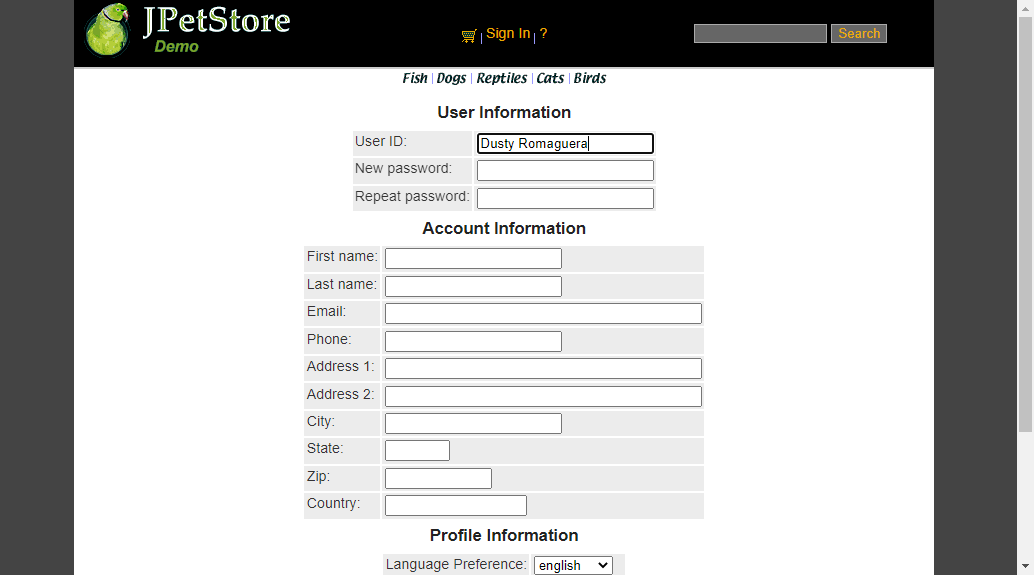 JPetStore
Demo
Sign In | ?
Search
Fish | Dogs | Reptiles | Cats | Birds
User Information
User ID: Dusty Romaguera
New password:
Repeat password:
Account Information
First name:
Last name:
Email:
Phone:
Address 1:
Address 2:
City:
State:
Zip:
Country:
Profile Information
Language Preference: english